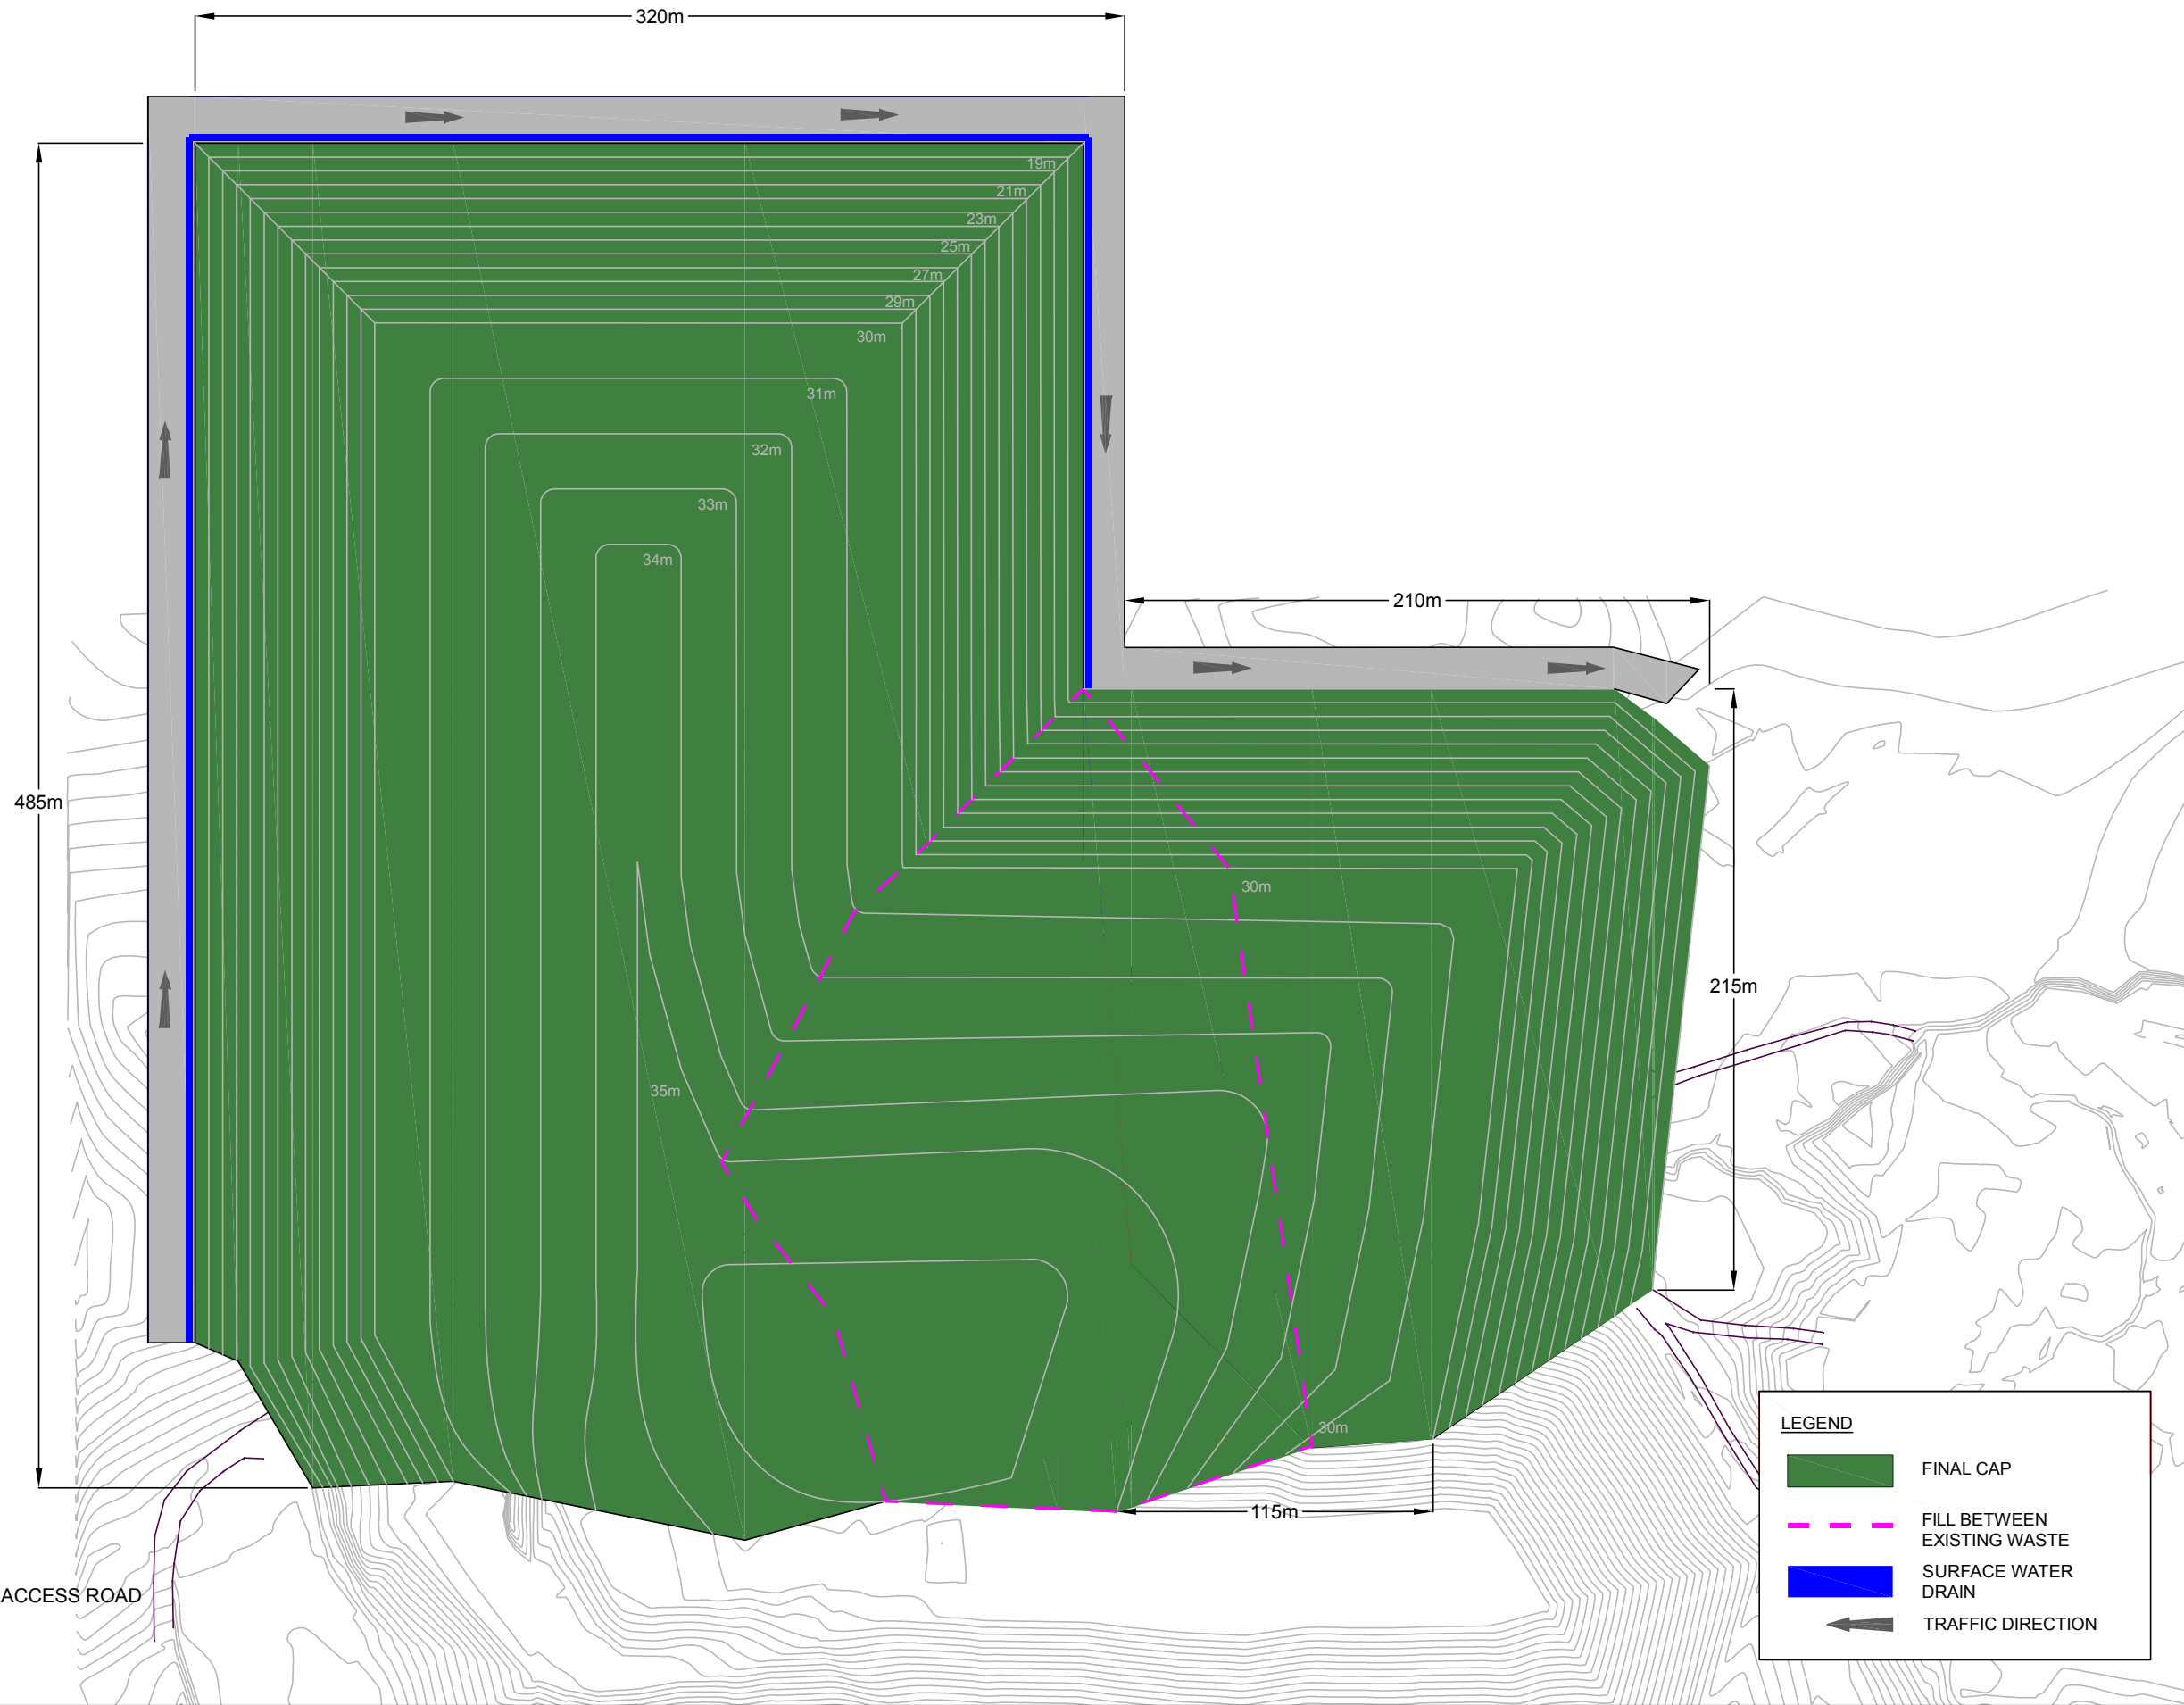 320m
19m
21m
23m
25m
27m
29m
30m
31m
32m
33m
34m
210m
485m
30m
215m
35m
30m
115m
ACCESS ROAD
LEGEND
FINAL CAP
FILL BETWEEN
EXISTING WASTE
SURFACE WATER
DRAIN
TRAFFIC DIRECTION